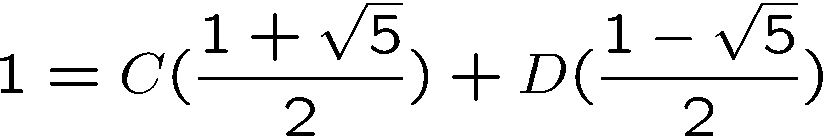 1 = C(\frac{1+\sqrt{5}}{2}) + D(\frac{1-\sqrt{5}}{2})